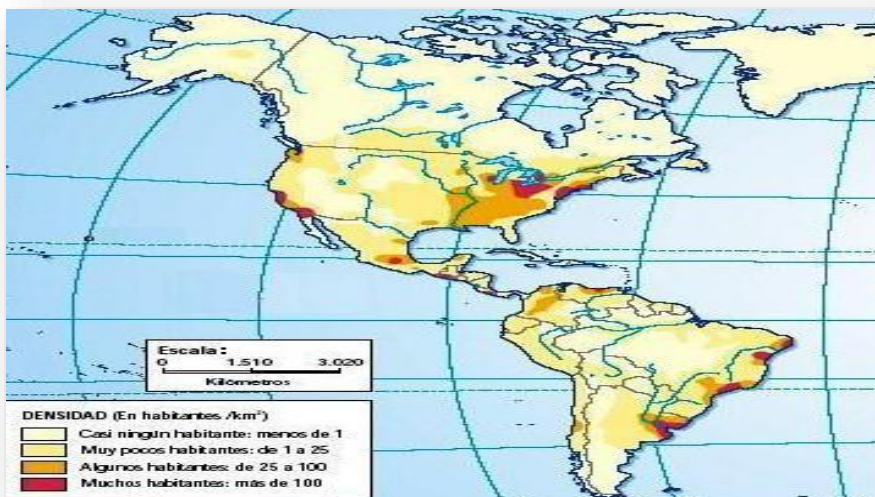 Escala:
0 1.510 3.020
Kilómetros
DENSIDAD (En habitantes /km²)
Casi ningún habitante: menos de 1
Muy pocos habitantes: de 1 a 25
Algunos habitantes: de 25 a 100
Muchos habitantes: más de 100